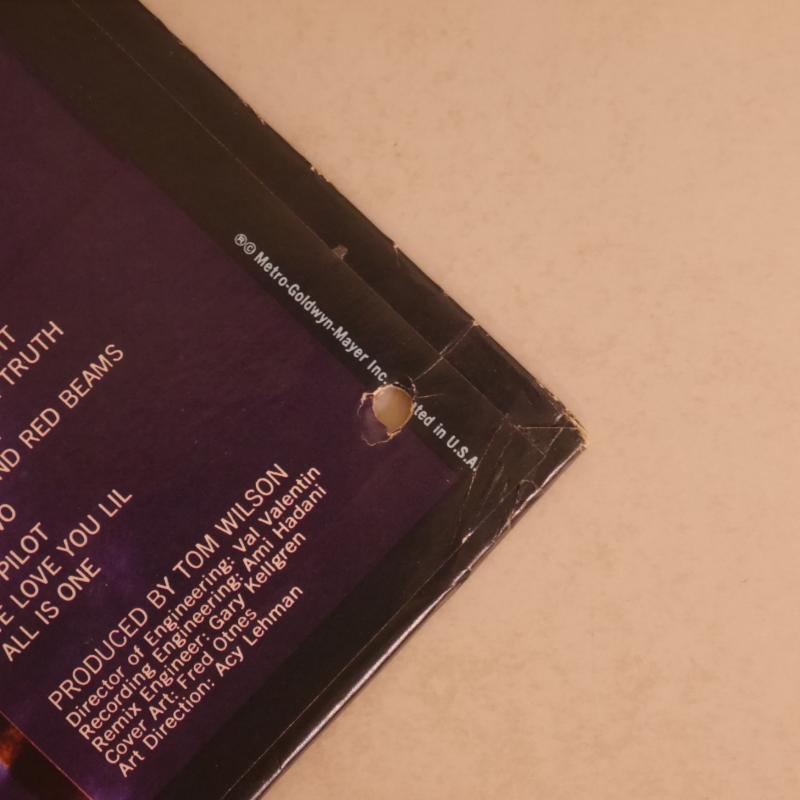 TRUTH
RED BEAMS
PILOT
LOVE YOU LIL
ALL IS ONE
PRODUCED BY TOM WILSON
Director of Engineering: Val Valentin
Recording Engineering: Ami Hadani
Remix Engineer: Gary Kellgren
Cover Art: Fred Otnes
Art Direction: Acy Lehman
®© Metro-Goldwyn-Mayer Inc. ted in U.S.A.